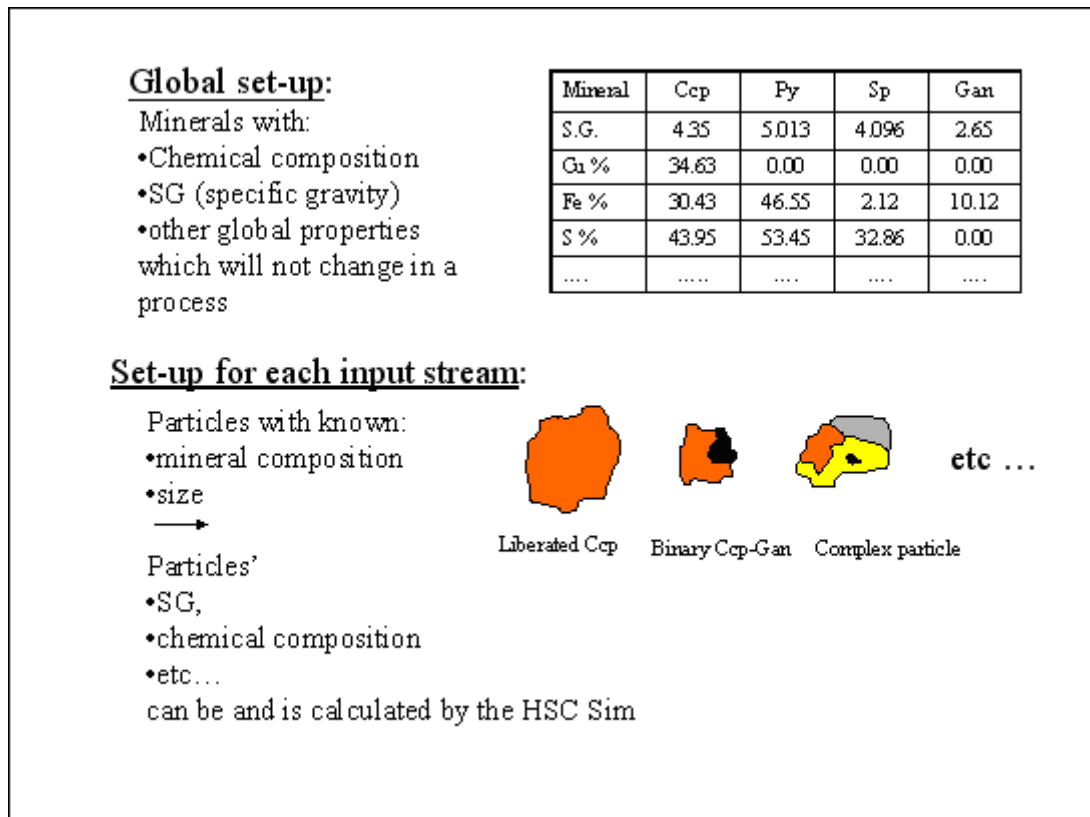 Global set-up:
Minerals with:
•Chemical composition
•SG (specific gravity)
•other global properties
which will not change in a
process
Mineral Ccp Py Sp Gan
S.G. 4.35 5.013 4.096 2.65
Cu % 34.63 0.00 0.00 0.00
Fe % 30.43 46.55 2.12 10.12
S % 43.95 53.45 32.86 0.00
.... ..... .... .... ....
Set-up for each input stream:
Particles with known:
•mineral composition
•size
Particles’
•SG,
•chemical composition
•etc…
can be and is calculated by the HSC Sim
etc …
Liberated Ccp Binary Ccp-Gan Complex particle